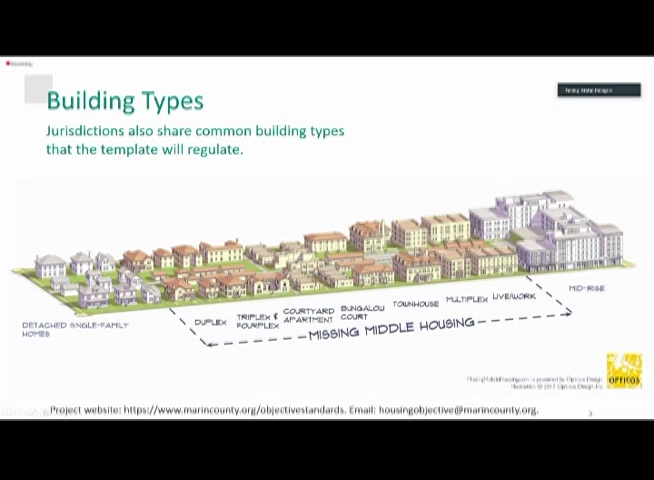 Building Types
Jurisdictions also share common building types
that the template will regulate.
DETACHED SINGLE-FAMILY
HOMES
DUPLEX
TRIPLEX &
FOURPLEX
COURTYARD
APARTMENT
BUNGALOW
COURT
TOWNHOUSE
MULTIPLEX
LIVE/WORK
MID-RISE
MISSING MIDDLE HOUSING
OPTICOS
Project website: https://www.marincounty.org/objectivestandards. Email: housingobjective@marincounty.org.